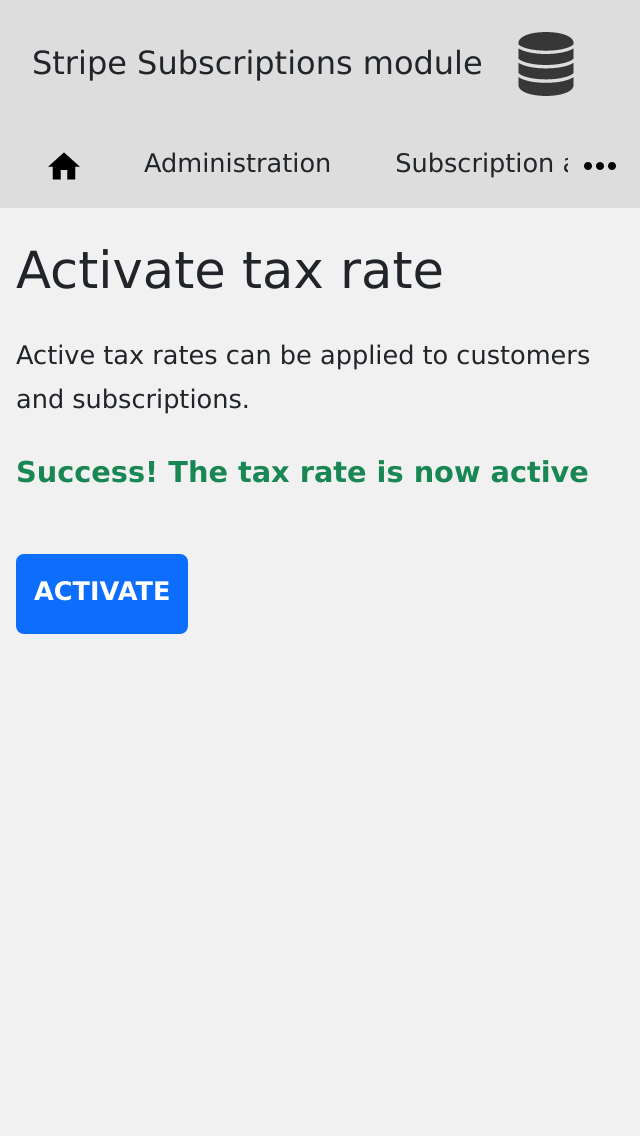 Stripe Subscriptions module
Administration
Subscription
Activate tax rate
Active tax rates can be applied to customers
and subscriptions.
Success! The tax rate is now active
ACTIVATE